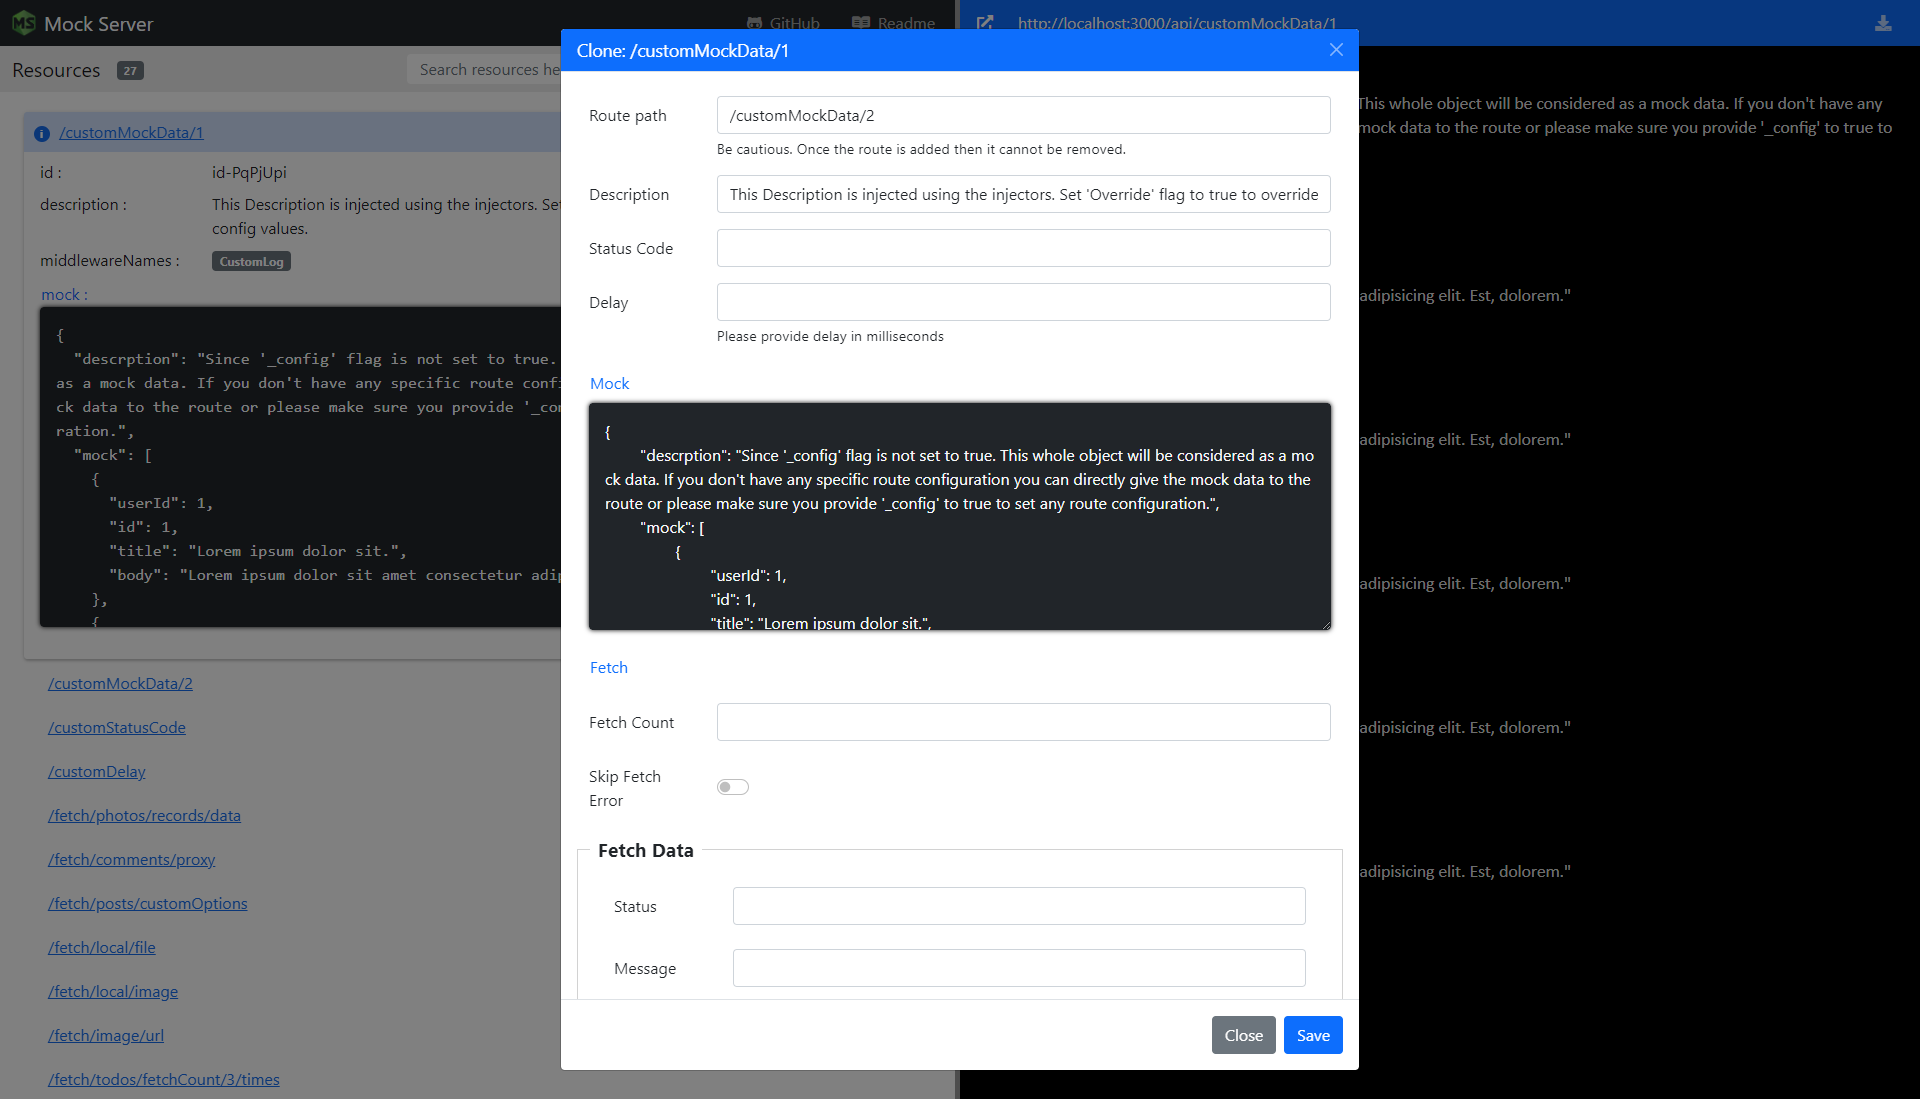 Mock Server
GitHub
Readme
http://localhost:3000/api/customMockData/1
Resources 27
Search resources he
/customMockData/1
id :
id-PqPjUpi
description :
This Description is injected using the injectors. Se
config values.
middlewareNames :
CustomLog
mock :
{
"descrption": "Since '_config' flag is not set to true.
as a mock data. If you don't have any specific route confi
ck data to the route or please make sure you provide '_con
ration.",
"mock": [
{
"userId": 1,
"id": 1,
"title": "Lorem ipsum dolor sit.",
"body": "Lorem ipsum dolor sit amet consectetur adip
},
{
/customMockData/2
/customStatusCode
/customDelay
/fetch/photos/records/data
/fetch/comments/proxy
/fetch/posts/customOptions
/fetch/local/file
/fetch/local/image
/fetch/image/url
/fetch/todos/fetchCount/3/times
Clone: /customMockData/1
Route path
/customMockData/2
Be cautious. Once the route is added then it cannot be removed.
Description
This Description is injected using the injectors. Set 'Override' flag to true to override
Status Code
Delay
Please provide delay in milliseconds
Mock
{
"descrption": "Since '_config' flag is not set to true. This whole object will be considered as a mo
ck data. If you don't have any specific route configuration you can directly give the mock data to the
route or please make sure you provide '_config' to true to set any route configuration.",
"mock": [
{
"userId": 1,
"id": 1,
"title": "Lorem ipsum dolor sit.",
Fetch
Fetch Count
Skip Fetch
Error
Fetch Data
Status
Message
Close
Save
This whole object will be considered as a mock data. If you don't have any
mock data to the route or please make sure you provide '_config' to true to
adipisicing elit. Est, dolorem."
adipisicing elit. Est, dolorem."
adipisicing elit. Est, dolorem."
adipisicing elit. Est, dolorem."
adipisicing elit. Est, dolorem."